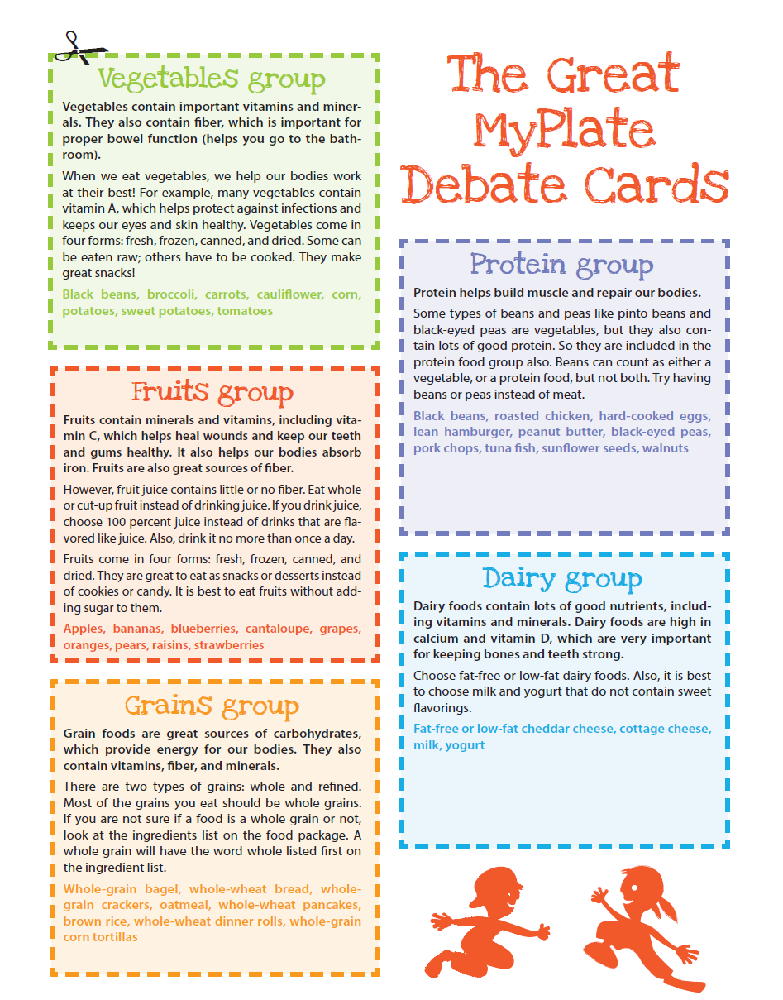 The Great
MyPlate
Debate Cards
Vegetables group
Vegetables contain important vitamins and miner-
als. They also contain fiber, which is important for
proper bowel function (helps you go to the bath-
room).
When we eat vegetables, we help our bodies work
at their best! For example, many vegetables contain
vitamin A, which helps protect against infections and
keeps our eyes and skin healthy. Vegetables come in
four forms: fresh, frozen, canned, and dried. Some can
be eaten raw; others have to be cooked. They make
great snacks!
Black beans, broccoli, carrots, cauliflower, corn,
potatoes, sweet potatoes, tomatoes
Fruits group
Fruits contain minerals and vitamins, including vita-
min C, which helps heal wounds and keep our teeth
and gums healthy. It also helps our bodies absorb
iron. Fruits are also great sources of fiber.
However, fruit juice contains little or no fiber. Eat whole
or cut-up fruit instead of drinking juice. If you drink juice,
choose 100 percent juice instead of drinks that are fla-
vored like juice. Also, drink it no more than once a day.
Fruits come in four forms: fresh, frozen, canned, and
dried. They are great to eat as snacks or desserts instead
of cookies or candy. It is best to eat fruits without add-
ing sugar to them.
Apples, bananas, blueberries, cantaloupe, grapes,
oranges, pears, raisins, strawberries
Grains group
Grain foods are great sources of carbohydrates,
which provide energy for our bodies. They also
contain vitamins, fiber, and minerals.
There are two types of grains: whole and refined.
Most of the grains you eat should be whole grains.
If you are not sure if a food is a whole grain or not,
look at the ingredients list on the food package. A
whole grain will have the word whole listed first on
the ingredient list.
Whole-grain bagel, whole-wheat bread, whole-
grain crackers, oatmeal, whole-wheat pancakes,
brown rice, whole-wheat dinner rolls, whole-grain
corn tortillas
Protein group
Protein helps build muscle and repair our bodies.
Some types of beans and peas like pinto beans and
black-eyed peas are vegetables, but they also con-
tain lots of good protein. So they are included in the
protein food group also. Beans can count as either a
vegetable, or a protein food, but not both. Try having
beans or peas instead of meat.
Black beans, roasted chicken, hard-cooked eggs,
lean hamburger, peanut butter, black-eyed peas,
pork chops, tuna fish, sunflower seeds, walnuts
Dairy group
Dairy foods contain lots of good nutrients, includ-
ing vitamins and minerals. Dairy foods are high in
calcium and vitamin D, which are very important
for keeping bones and teeth strong.
Choose fat-free or low-fat dairy foods. Also, it is best
to choose milk and yogurt that do not contain sweet
flavorings.
Fat-free or low-fat cheddar cheese, cottage cheese,
milk, yogurt